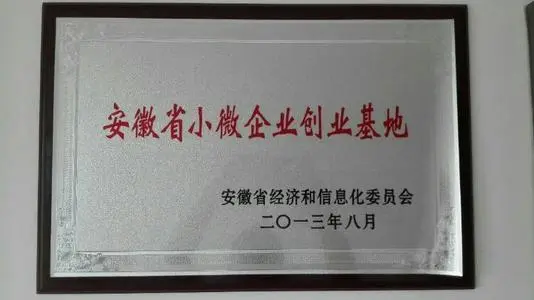 安徽省小微企业创业基地
安徽省经济和信息化委员会
二〇一三年八月